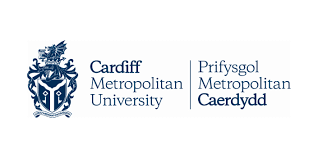 Cardiff
Metropolitan
University
Prifysgol
Metropolitan
Caerdydd